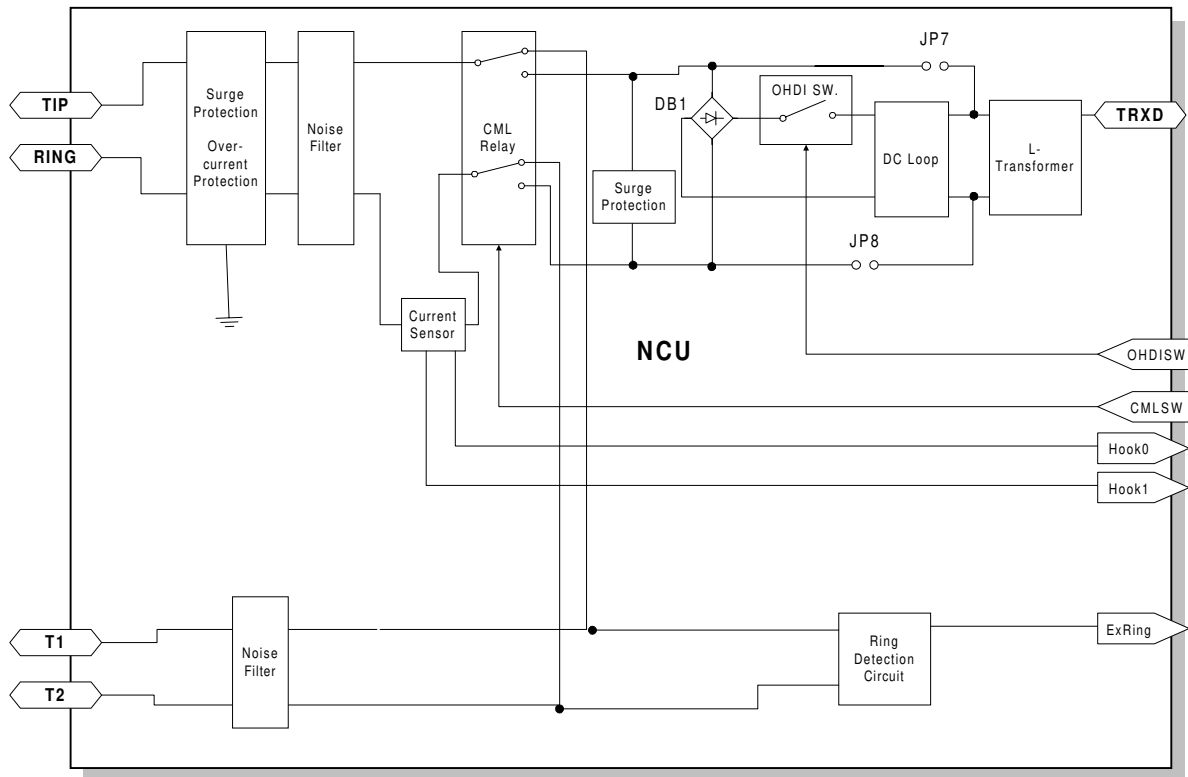 JP7
TIP
RING
Surge
Protection
Over-
current
Protection
Noise
Filter
CML
Relay
DB1
OHDI SW.
Surge
Protection
DC Loop
L-
Transformer
TRXD
JP8
Current
Sensor
NCU
OHDISW
CMLSW
Hook0
Hook1
T1
T2
Noise
Filter
Ring
Detection
Circuit
ExRing